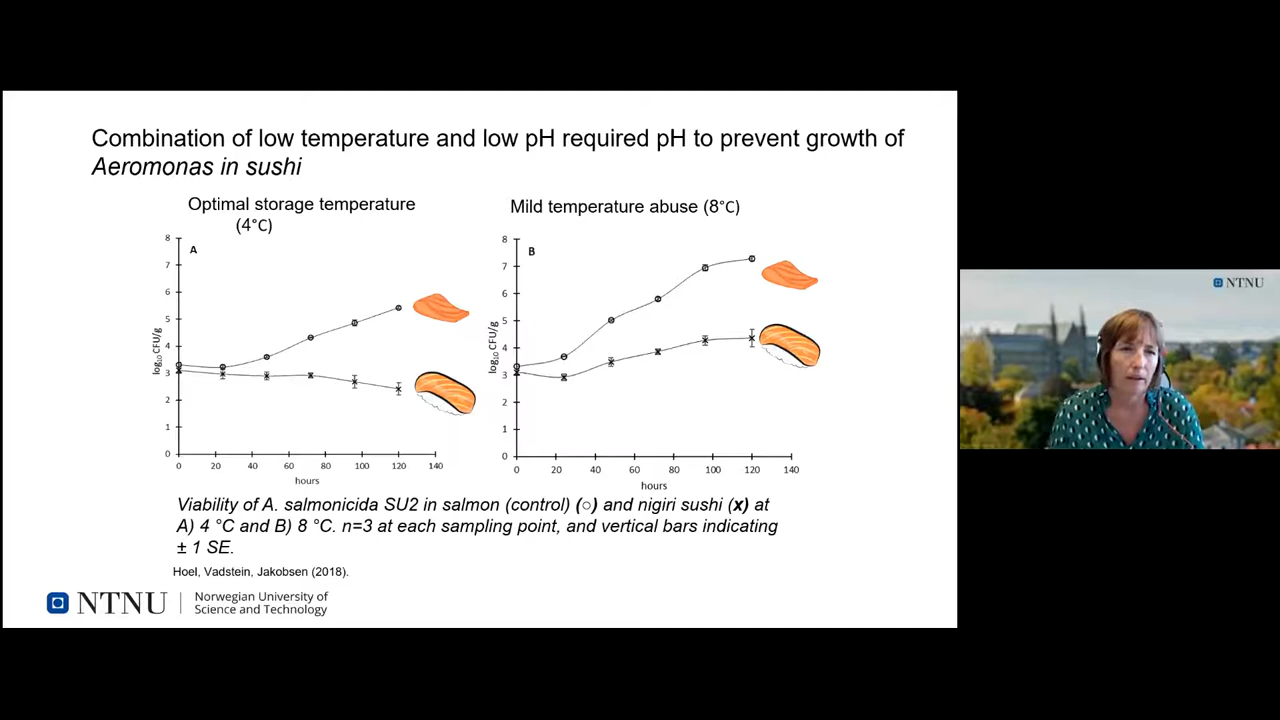 Combination of low temperature and low pH required pH to prevent growth of
Aeromonas in sushi
Optimal storage temperature
(4°C)
Mild temperature abuse (8°C)
A
8
7
6
5
4
3
2
1
0
log₁₀ CFU/g
0 20 40 60 80 100 120 140
hours
B
8
7
6
5
4
3
2
1
0
log₁₀ CFU/g
0 20 40 60 80 100 120 140
hours
Viability of A. salmonicida SU2 in salmon (control) (○) and nigiri sushi (x) at
A) 4 °C and B) 8 °C. n=3 at each sampling point, and vertical bars indicating
± 1 SE.
Hoel, Vadstein, Jakobsen (2018).
NTNU
Norwegian University of
Science and Technology
NTNU